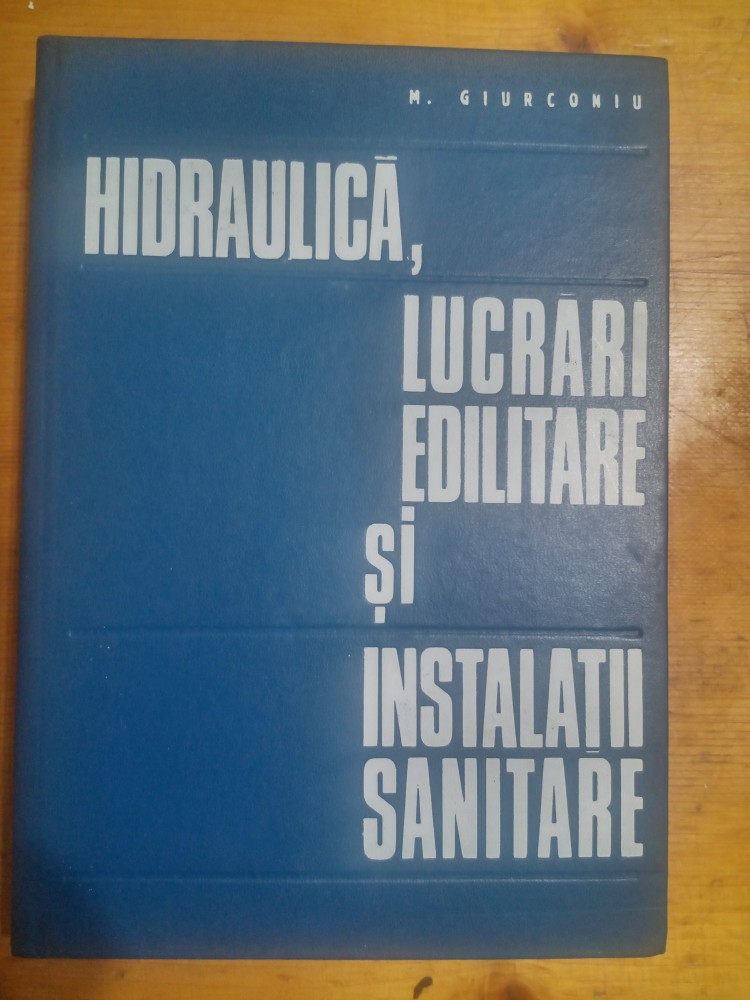 M. GIURCONIU
HIDRAULICĂ,
LUCRĂRI
EDILITARE
ȘI
INSTALAȚII
SANITARE